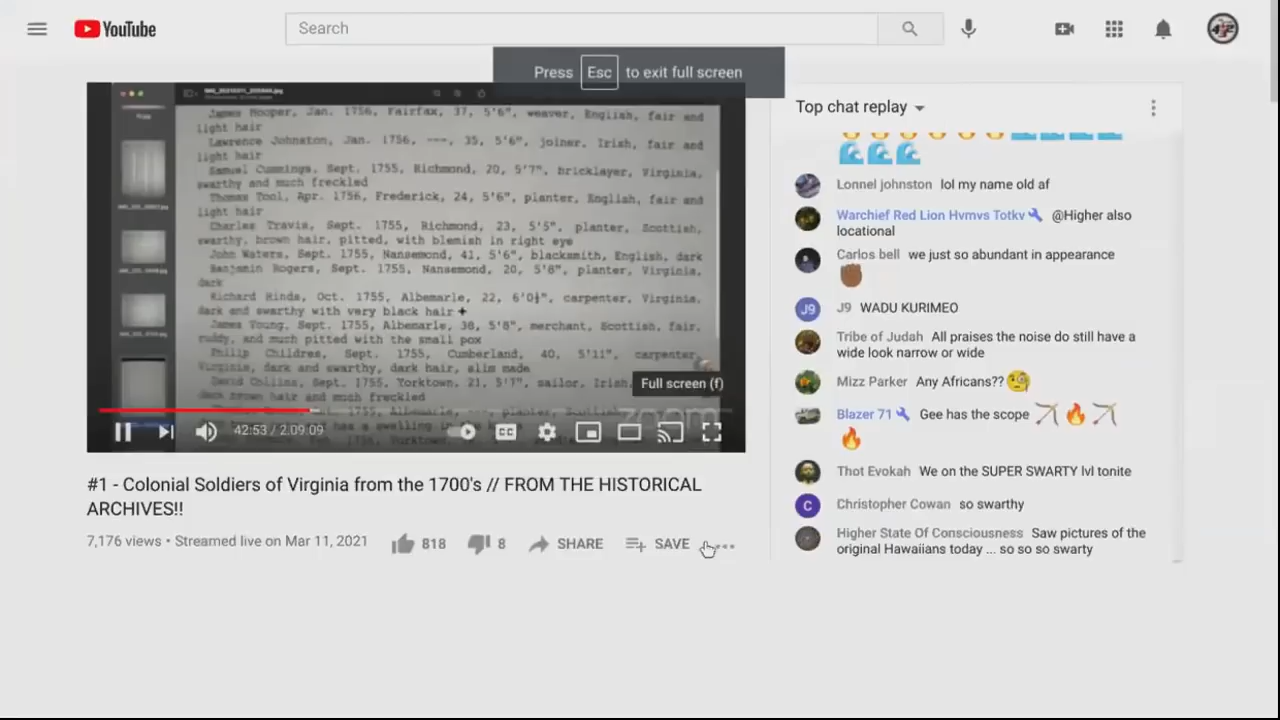 YouTube
Search
Press Esc to exit full screen
James Hooper, Jan. 1756, Fairfax, 37, 5'6", weaver, English, fair and
light hair
Lawrence Johnston, Jan. 1756, ---, 35, 5'6", joiner, Irish, fair and
light hair
Samuel Cummings, Sept. 1755, Richmond, 20, 5'7", bricklayer, Virginia,
swarthy and much freckled
Thomas Tool, Apr. 1756, Frederick, 24, 5'6", planter, English, fair and
light hair
Charles Travis, Sept. 1755, Richmond, 23, 5'5", planter, Scottish,
swarthy, brown hair, pitted, with blemish in right eye
John Waters, Sept. 1755, Nansemond, 41, 5'6", blacksmith, English, dark
Benjamin Rogers, Sept. 1755, Nansemond, 20, 5'8", planter, Virginia,
dark
Richard Hinds, Oct. 1755, Albemarle, 22, 6'0½", carpenter, Virginia,
dark and swarthy with very black hair
James Young, Sept. 1755, Albemarle, 38, 5'8", merchant, Scottish, fair,
ruddy, and much pitted with the small pox
Philip Childres, Sept. 1755, Cumberland, 40, 5'11", carpenter,
Virginia, dark and swarthy, dark hair, slim made
David Collins, Sept. 1755, Yorktown, 21, 5'7", sailor, Irish,
dark brown hair and much freckled
1755, Albemarle, ---, planter, Scottish
has a swelling in
Yorktown
zoom
Full screen (f)
42:53 / 2:09:09
CC
#1 - Colonial Soldiers of Virginia from the 1700's // FROM THE HISTORICAL
ARCHIVES!!
7,176 views • Streamed live on Mar 11, 2021
818
8
SHARE
SAVE
Top chat replay
Lonnel johnston lol my name old af
Warchief Red Lion Hvmvs Totkv @Higher also
locational
Carlos bell we just so abundant in appearance
J9 J9 WADU KURIMEO
Tribe of Judah All praises the noise do still have a
wide look narrow or wide
Mizz Parker Any Africans??
Blazer 71 Gee has the scope
Thot Evokah We on the SUPER SWARTY lvl tonite
C Christopher Cowan so swarthy
Higher State Of Consciousness Saw pictures of the
original Hawaiians today ... so so so swarty